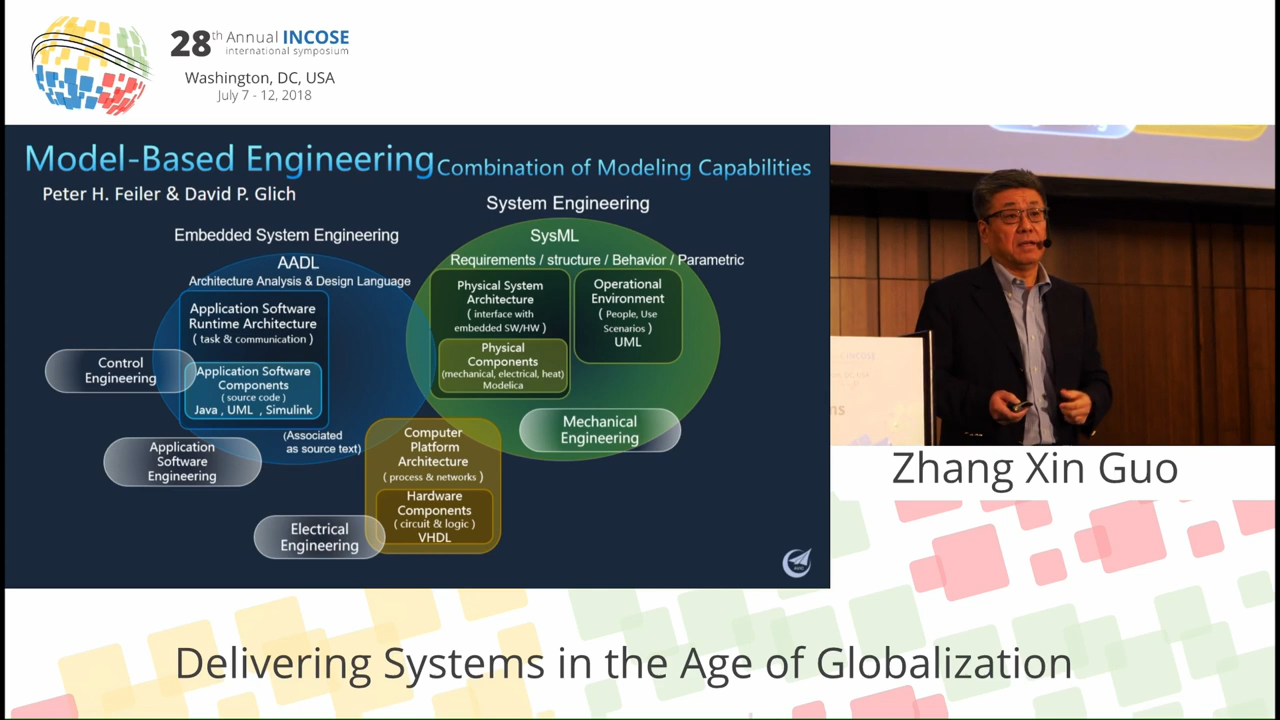 28th Annual INCOSE
international symposium
Washington, DC, USA
July 7 - 12, 2018
Model-Based Engineering Combination of Modeling Capabilities
Peter H. Feiler & David P. Glich
System Engineering
Embedded System Engineering
SysML
AADL
Requirements / structure / Behavior / Parametric
Architecture Analysis & Design Language
Application Software
Runtime Architecture
( task & communication )
Application Software
Components
( source code )
Java , UML , Simulink
(Associated
as source text)
Physical System
Architecture
( interface with
embedded SW/HW )
Physical
Components
(mechanical, electrical, heat)
Modelica
Operational
Environment
( People, Use
Scenarios )
UML
Control
Engineering
Application
Software
Engineering
Electrical
Engineering
Computer
Platform
Architecture
( process & networks )
Hardware
Components
( circuit & logic )
VHDL
Mechanical
Engineering
Zhang Xin Guo
Delivering Systems in the Age of Globalization